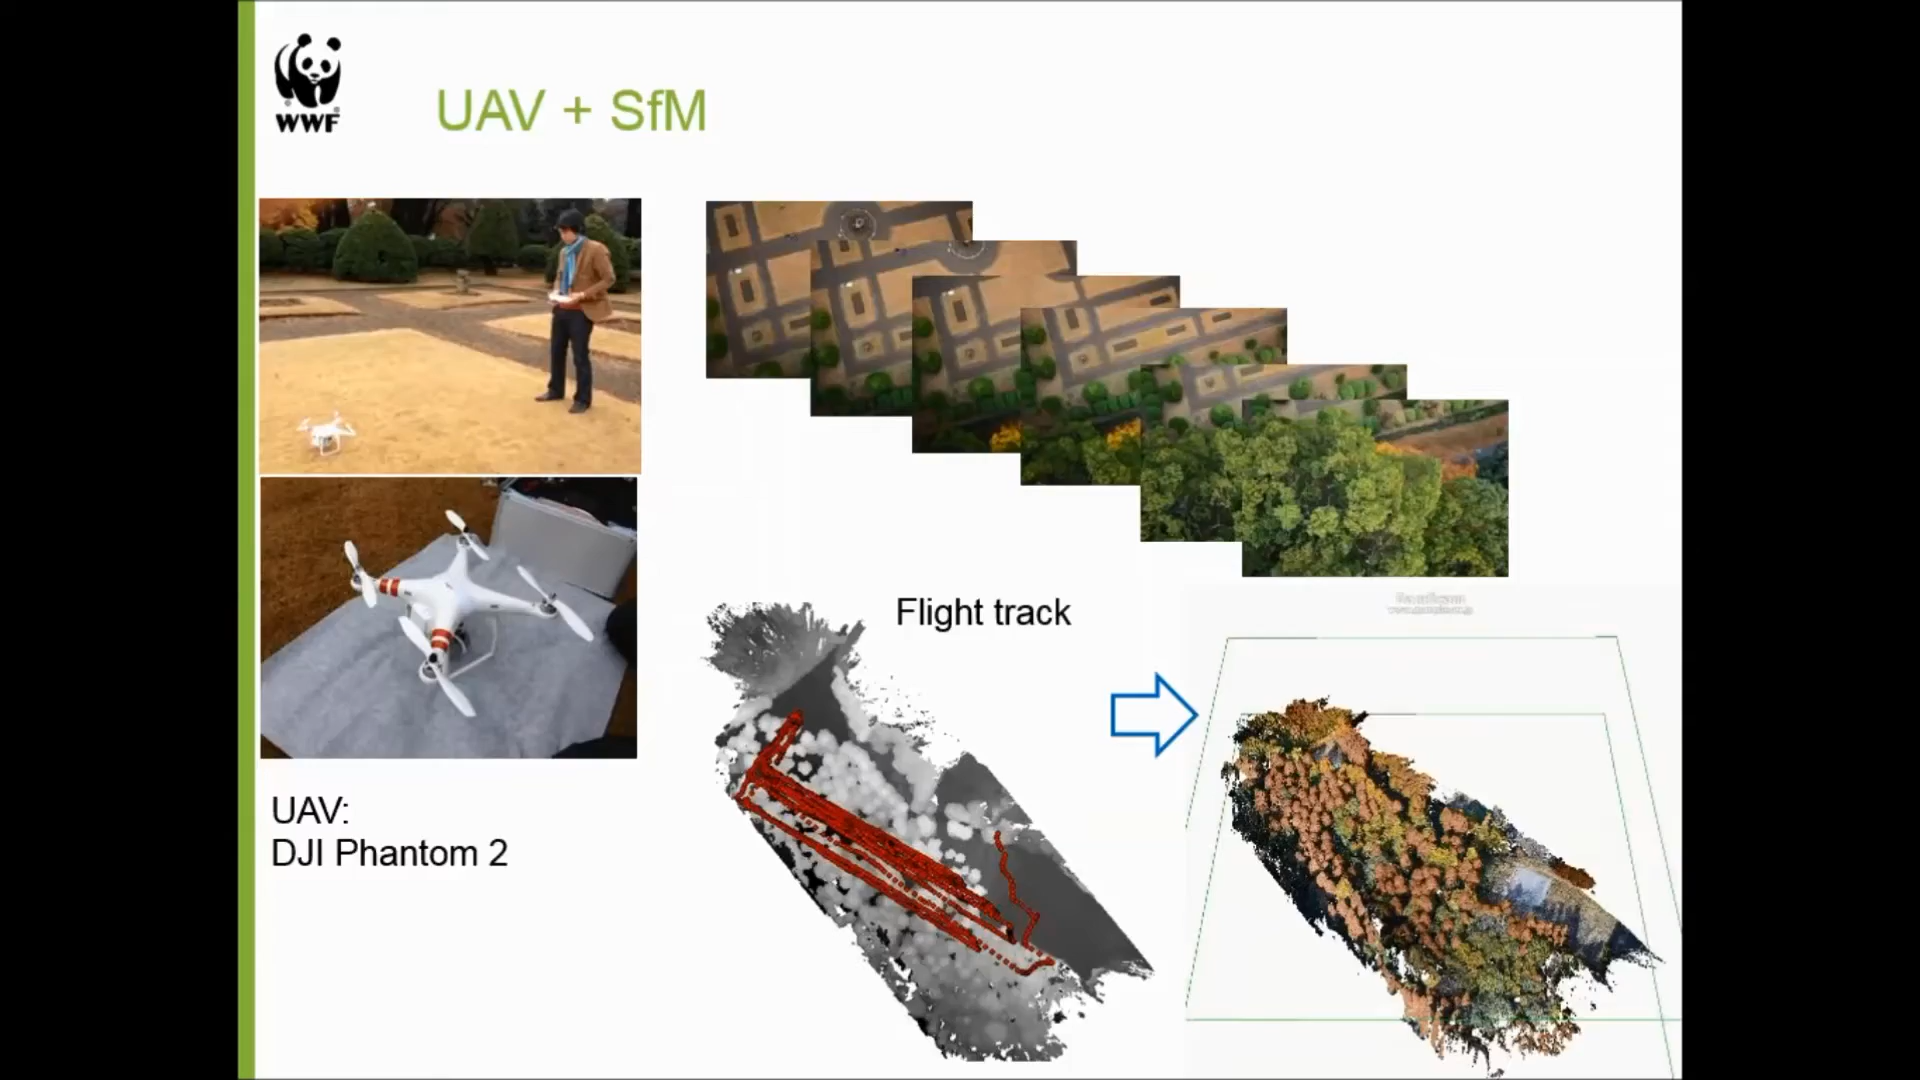 WWF
UAV + SfM
Flight track
UAV:
DJI Phantom 2